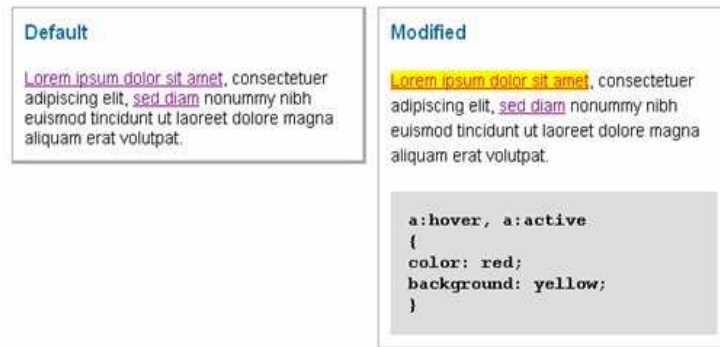 Default
Lorem ipsum dolor sit amet, consectetuer
adipiscing elit, sed diam nonummy nibh
euismod tincidunt ut laoreet dolore magna
aliquam erat volutpat.
Modified
Lorem ipsum dolor sit amet, consectetuer
adipiscing elit, sed diam nonummy nibh
euismod tincidunt ut laoreet dolore magna
aliquam erat volutpat.
a:hover, a:active
{
color: red;
background: yellow;
}